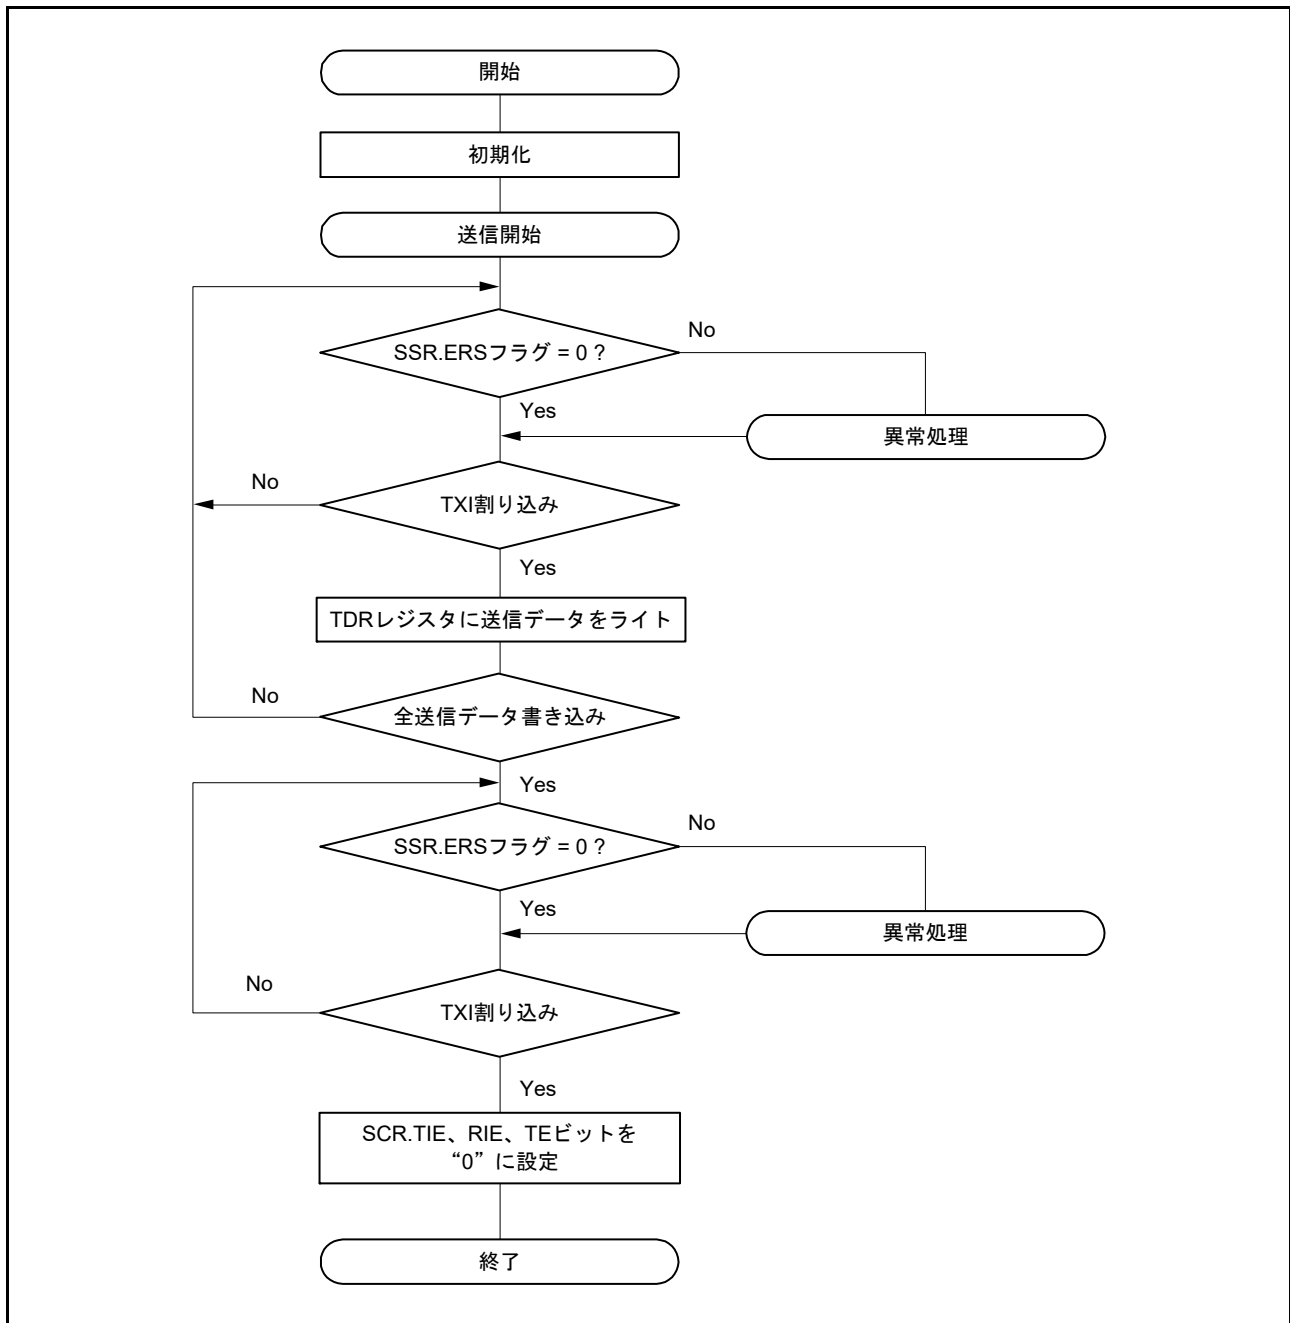 開始
初期化
送信開始
SSR.ERSフラグ = 0 ?
No
Yes
異常処理
No
TXI割り込み
Yes
TDRレジスタに送信データをライト
No
全送信データ書き込み
Yes
SSR.ERSフラグ = 0 ?
No
Yes
異常処理
No
TXI割り込み
Yes
SCR.TIE、RIE、TEビットを
“0”に設定
終了